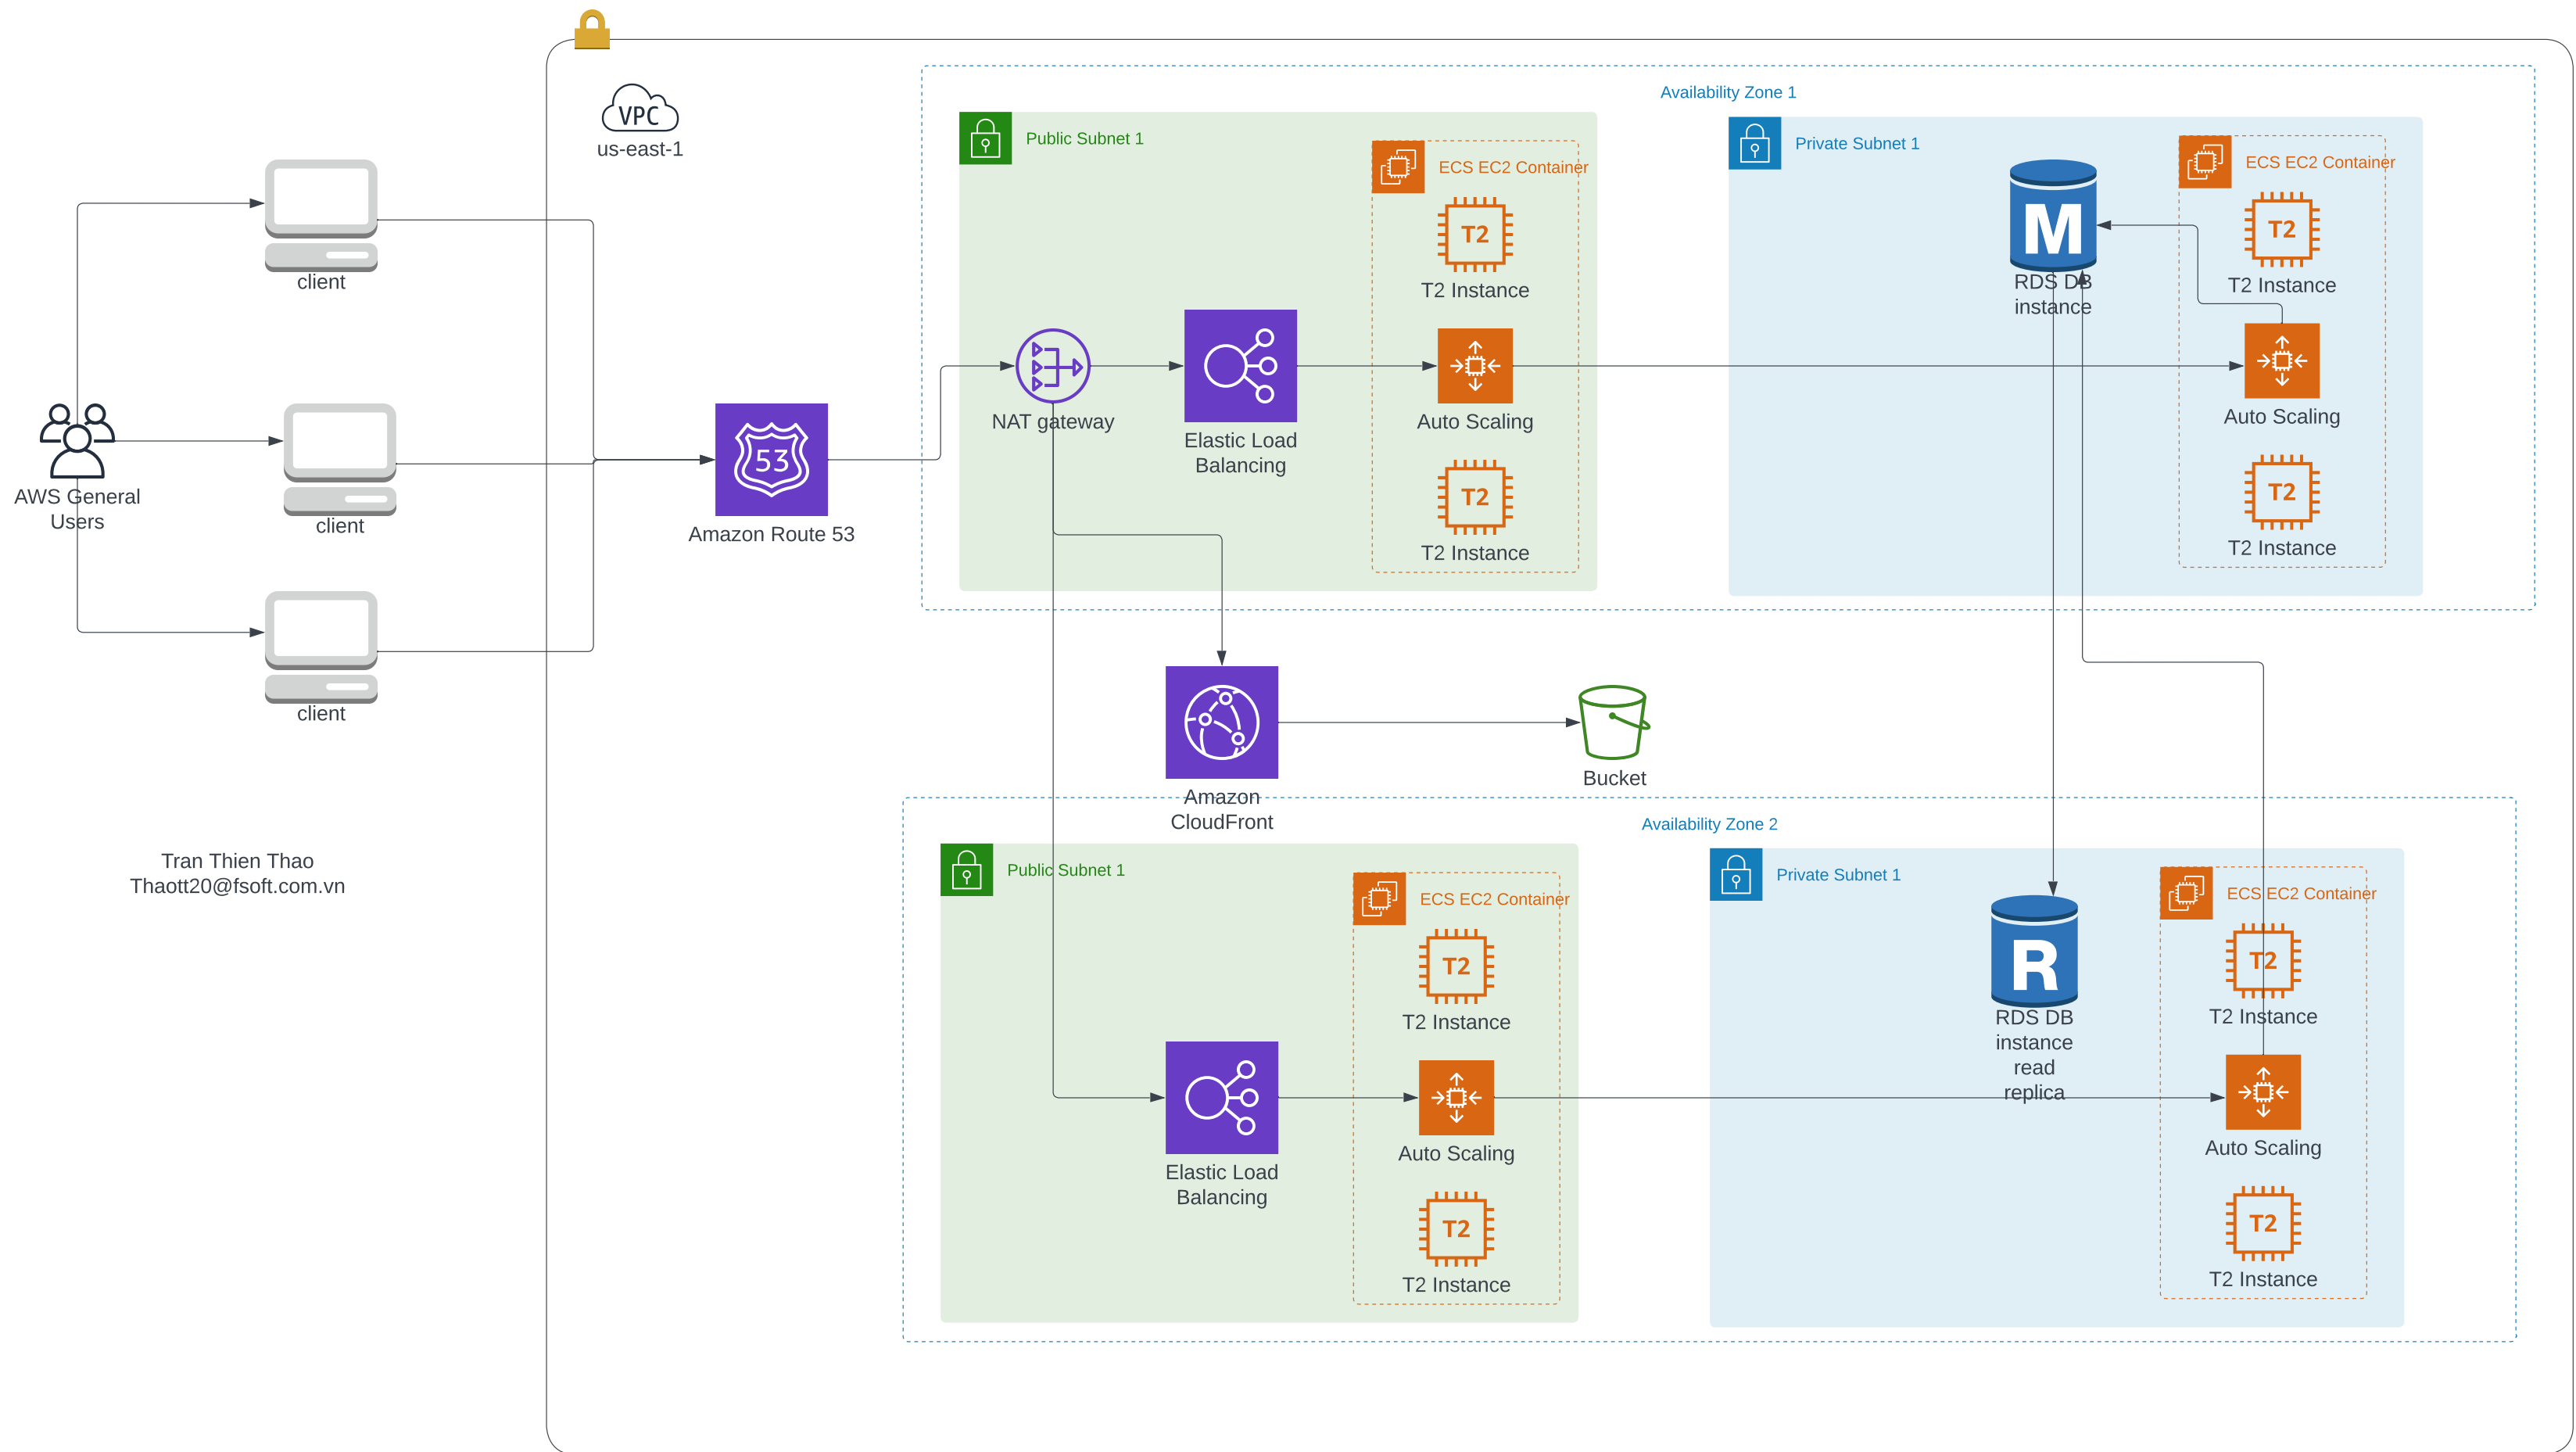 VPC
us-east-1
Availability Zone 1
Public Subnet 1
ECS EC2 Container
T2
T2 Instance
Private Subnet 1
M
RDS DB
instance
ECS EC2 Container
T2
T2 Instance
client
NAT gateway
Elastic Load
Balancing
Auto Scaling
Auto Scaling
T2
T2 Instance
T2
T2 Instance
AWS General
Users
client
53
Amazon Route 53
client
Amazon
CloudFront
Bucket
Tran Thien Thao
Thaott20@fsoft.com.vn
Availability Zone 2
Public Subnet 1
ECS EC2 Container
T2
T2 Instance
Private Subnet 1
R
RDS DB
instance
read
replica
ECS EC2 Container
T2
T2 Instance
Elastic Load
Balancing
Auto Scaling
Auto Scaling
T2
T2 Instance
T2
T2 Instance